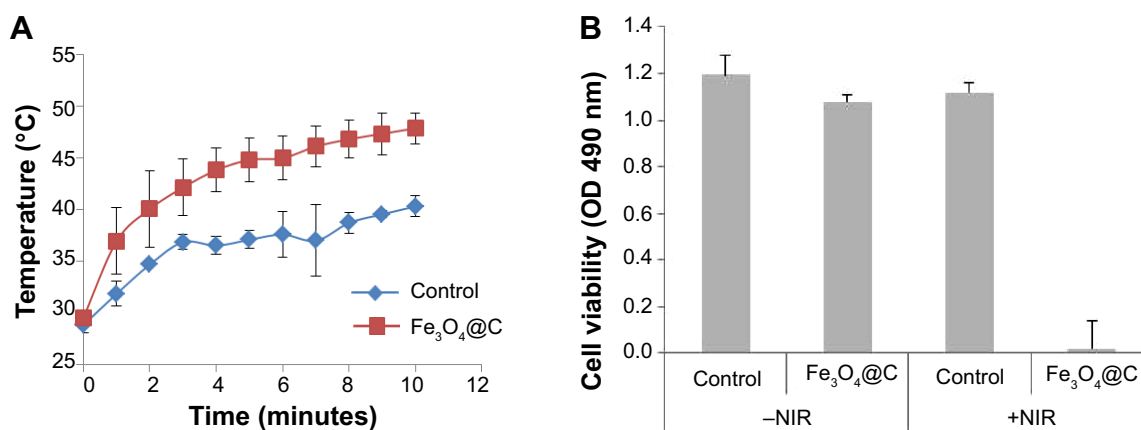 A
55
50
45
40
35
30
25
Temperature (°C)
Control
Fe₃O₄@C
0 2 4 6 8 10 12
Time (minutes)
B
1.4
1.2
1.0
0.8
0.6
0.4
0.2
0.0
Cell viability (OD 490 nm)
Control Fe₃O₄@C Control Fe₃O₄@C
–NIR +NIR